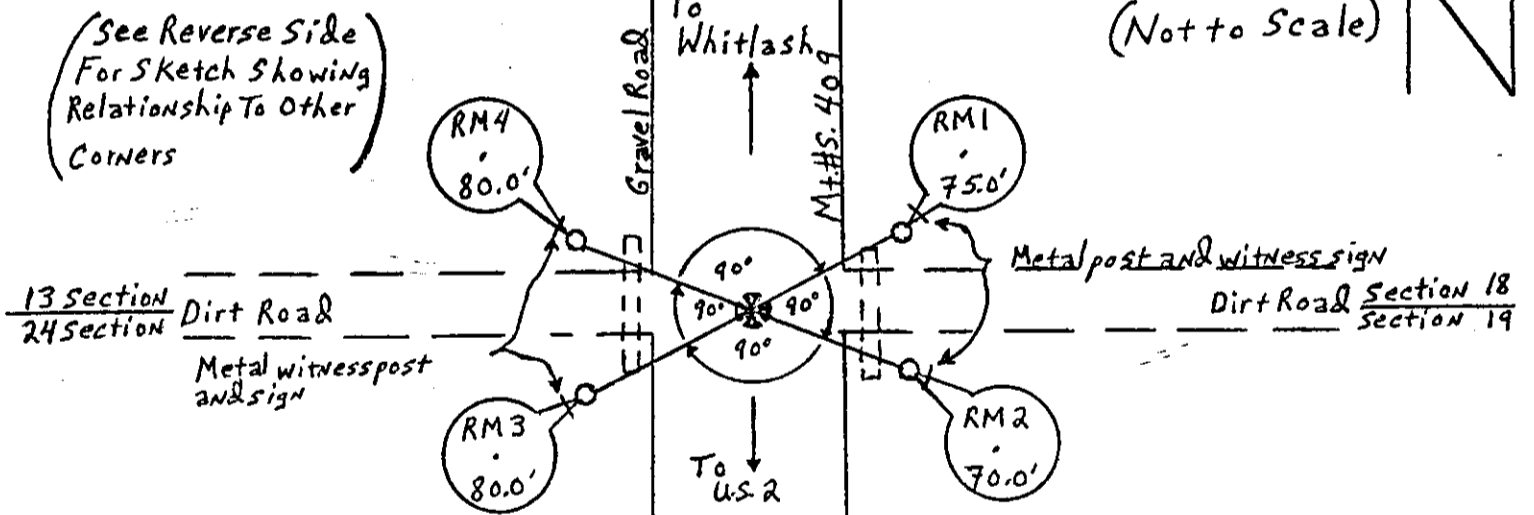 (See Reverse Side
For Sketch Showing
Relationship To Other
Corners)
To
Whitlash
Gravel Road
Mt.H.S. 409
(Not to Scale)
N
RM4
80.0'
RM1
75.0'
90°
90°
90°
90°
Metal post and witness sign
13 Section
24 Section
Dirt Road
Dirt Road
Section 18
Section 19
Metal witness post
and sign
RM3
80.0'
RM2
70.0'
To
U.S. 2